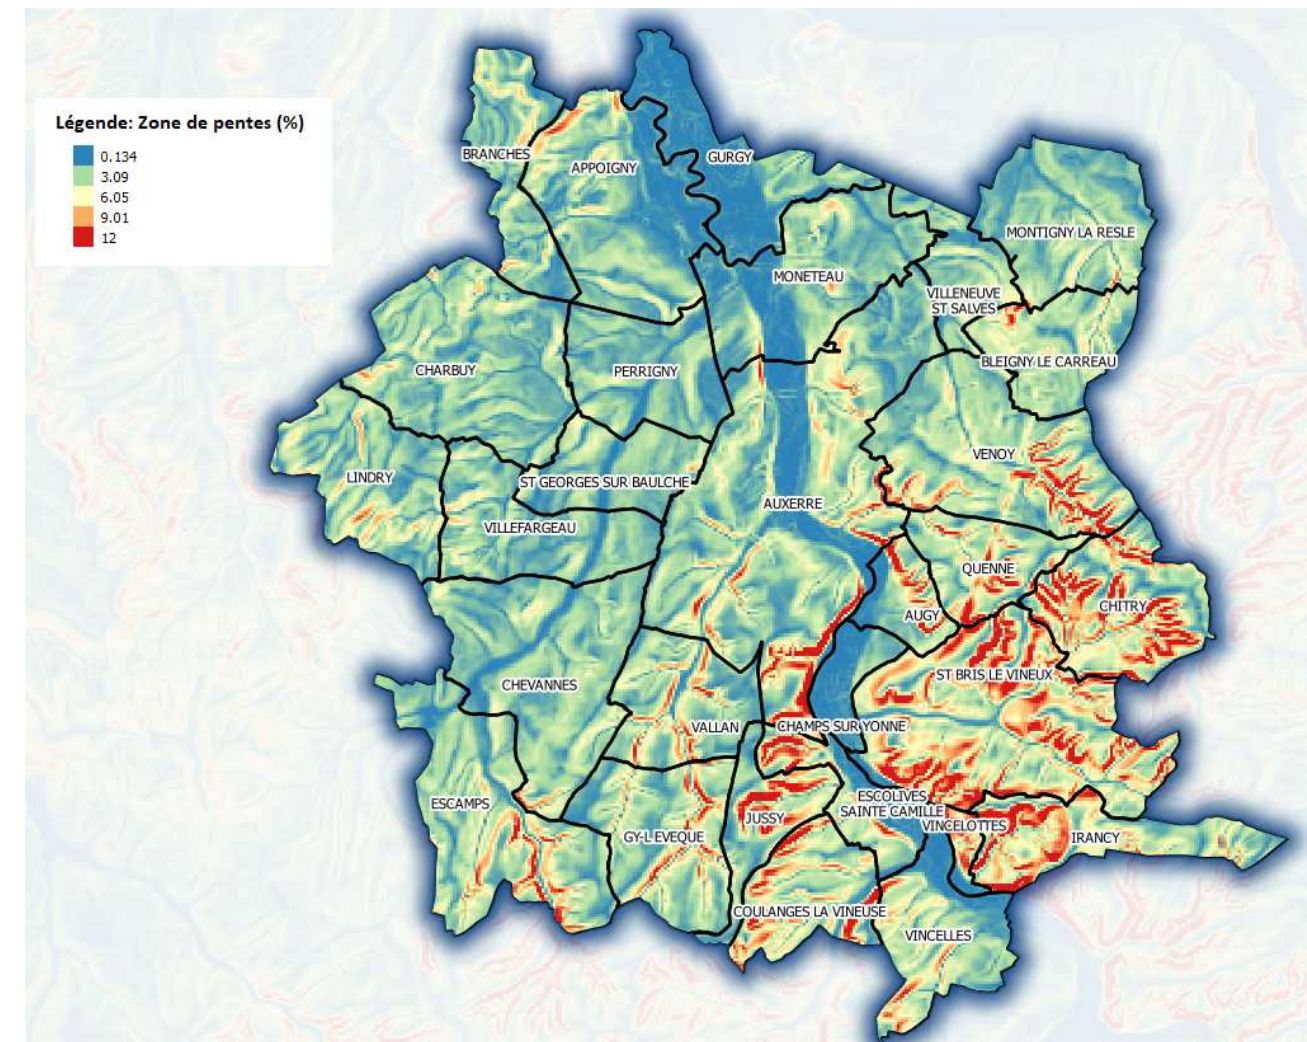 Légende: Zone de pentes (%)
0.134
3.09
6.05
9.01
12
BRANCHES
APPOIGNY
GURGY
MONTIGNY LA RESLE
MONETEAU
VILLENEUVE
ST SALVES
CHARBUY
PERRIGNY
BLEIGNY LE CARREAU
VENOY
LINDRY
ST GEORGES SUR BAULCHE
AUXERRE
VILLEFARGEAU
QUENNE
CHITRY
AUGY
ST BRIS LE VINEUX
CHEVANNES
VALLAN
CHAMPS SUR YONNE
ESCAMPS
ESCOLIVES
SAINTE CAMILLE
JUSSY
VINCELOTTES
GY-L EVEQUE
IRANCY
COULANGES LA VINEUSE
VINCELLES